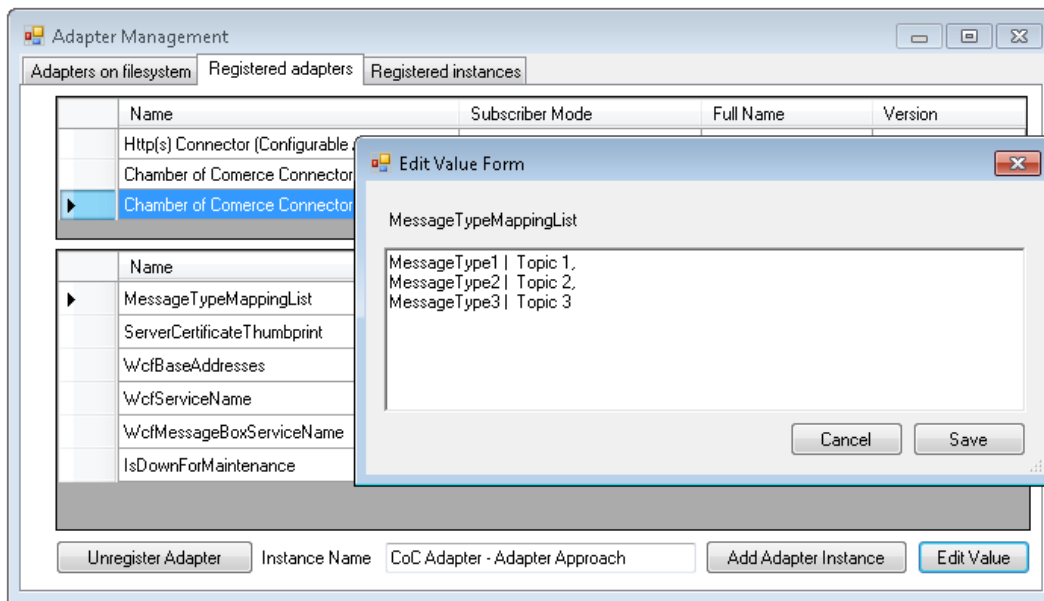 Adapter Management
Adapters on filesystem Registered adapters Registered instances
Name Subscriber Mode Full Name Version
Http(s) Connector (Configurable
Chamber of Comerce Connector
Chamber of Comerce Connector
Edit Value Form
MessageTypeMappingList
MessageType1| Topic 1,
MessageType2| Topic 2,
MessageType3| Topic 3
Cancel Save
Name
MessageTypeMappingList
ServerCertificateThumbprint
WcfBaseAddresses
WcfServiceName
WcfMessageBoxServiceName
IsDownForMaintenance
Unregister Adapter Instance Name CoC Adapter - Adapter Approach Add Adapter Instance Edit Value